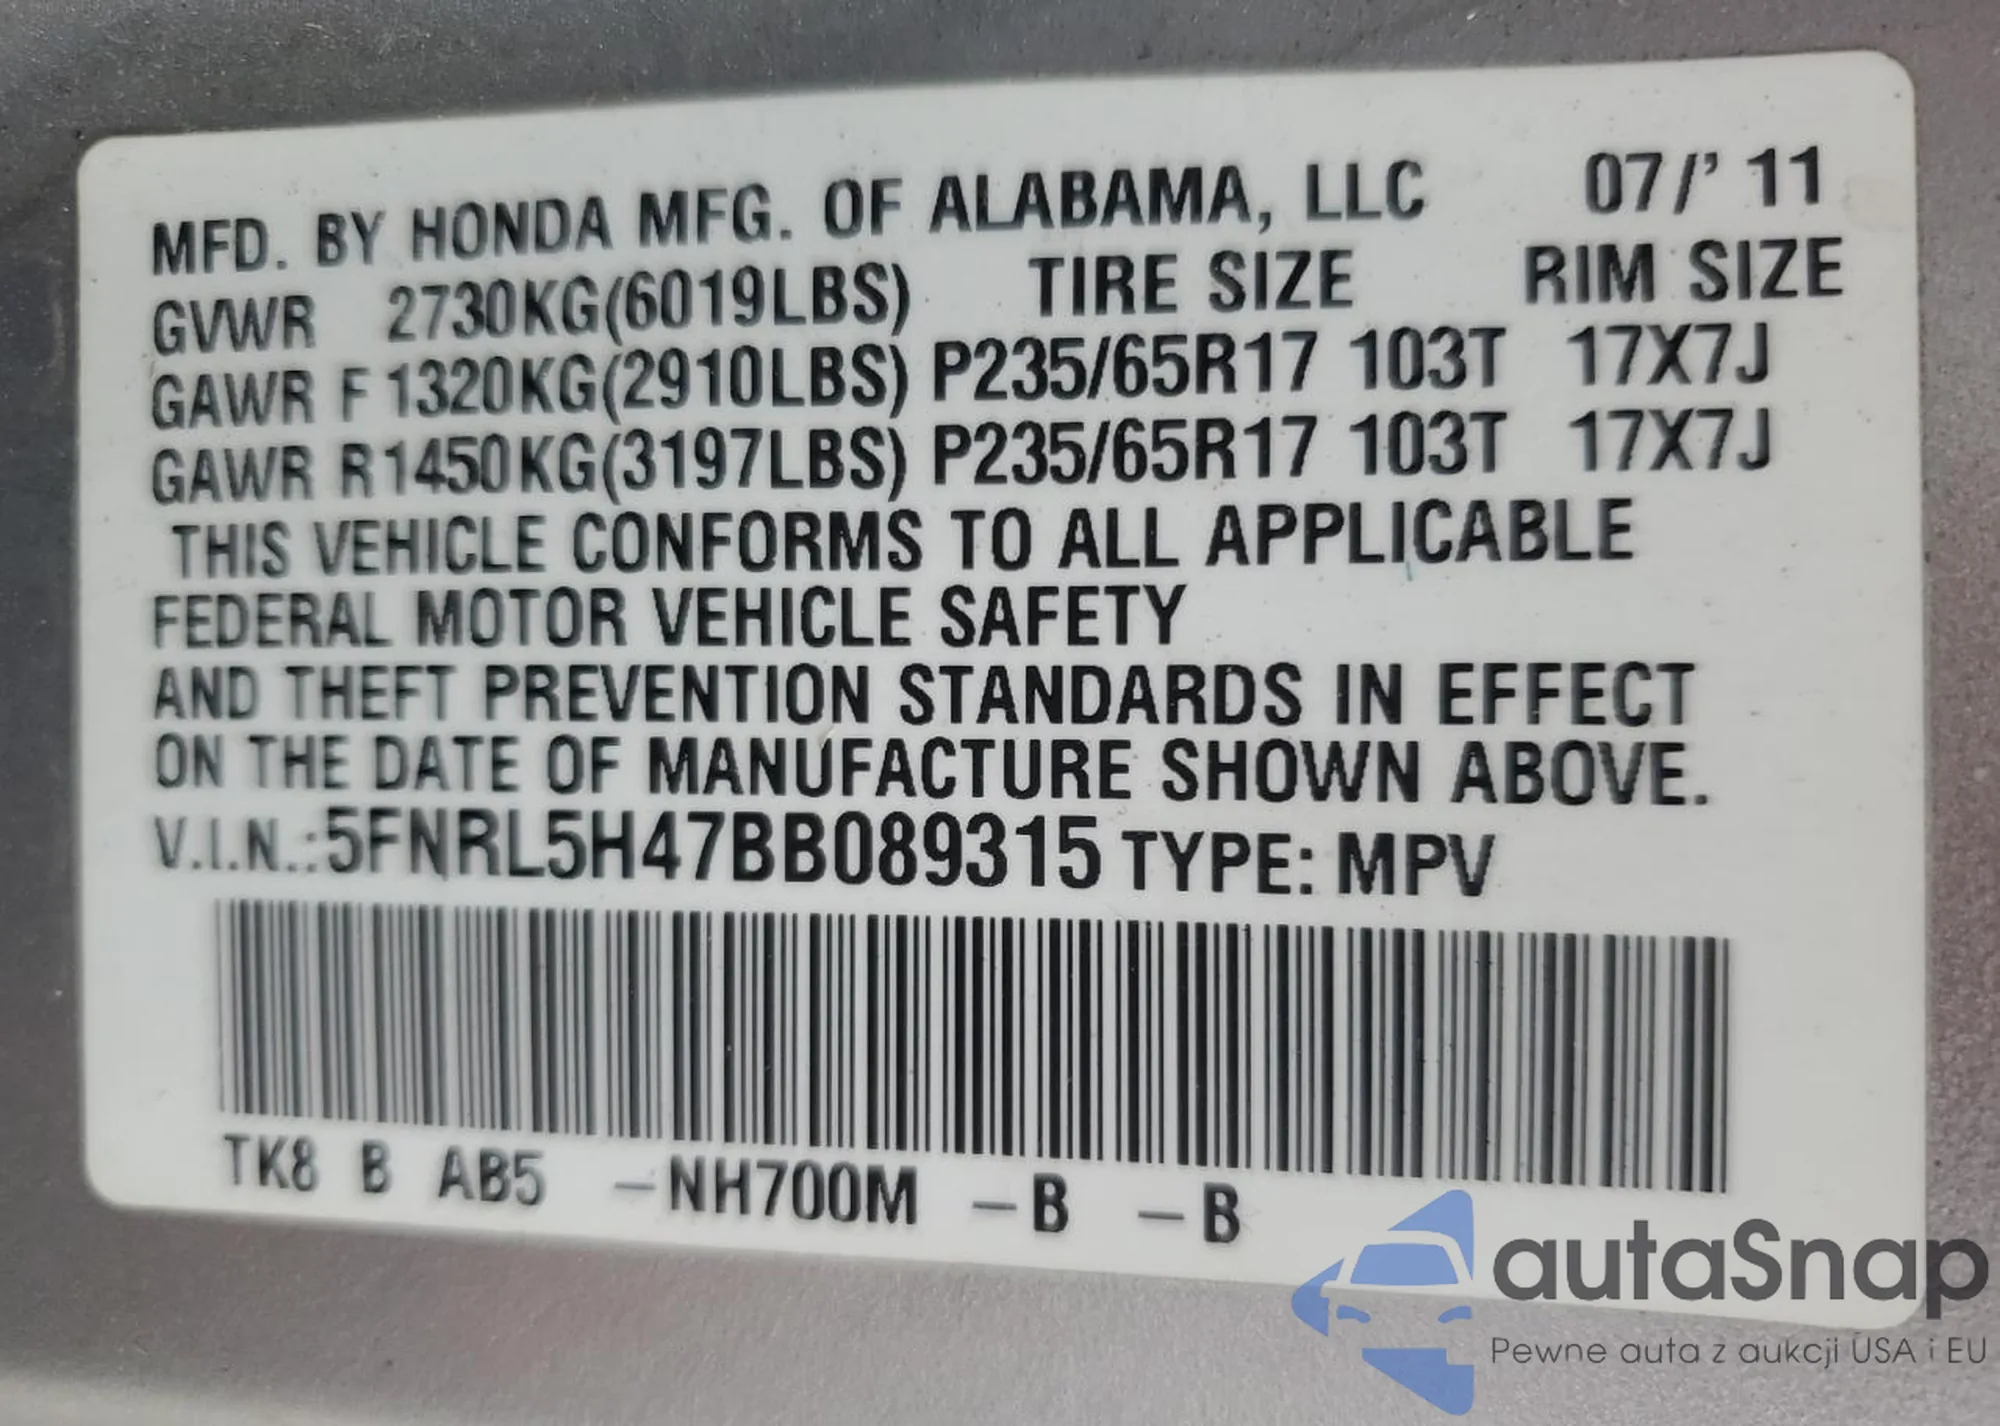 MFD. BY HONDA MFG. OF ALABAMA, LLC 07/' 11
GVWR 2730KG(6019LBS) TIRE SIZE RIM SIZE
GAWR F 1320KG(2910LBS) P235/65R17 103T 17X7J
GAWR R1450KG(3197LBS) P235/65R17 103T 17X7J
THIS VEHICLE CONFORMS TO ALL APPLICABLE
FEDERAL MOTOR VEHICLE SAFETY
AND THEFT PREVENTION STANDARDS IN EFFECT
ON THE DATE OF MANUFACTURE SHOWN ABOVE.
V.I.N.:5FNRL5H47BB089315 TYPE: MPV
TK8 B AB5 -NH700M -B -B
autaSnap
Pewne auta z aukcji USA i EU